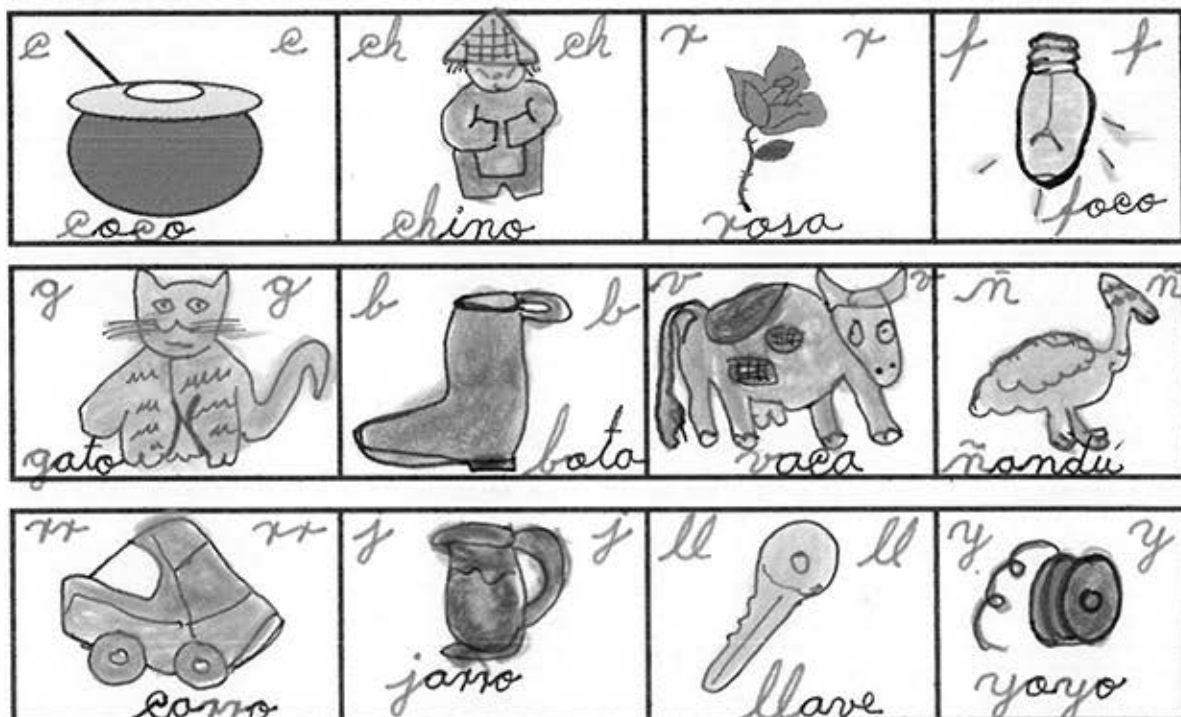 c c ch ch r r f f
coco chino rosa foco
g g b b v v ñ ñ
gato bota vaca ñandú
rr rr j j ll ll y y
carro jarro llave yoyo